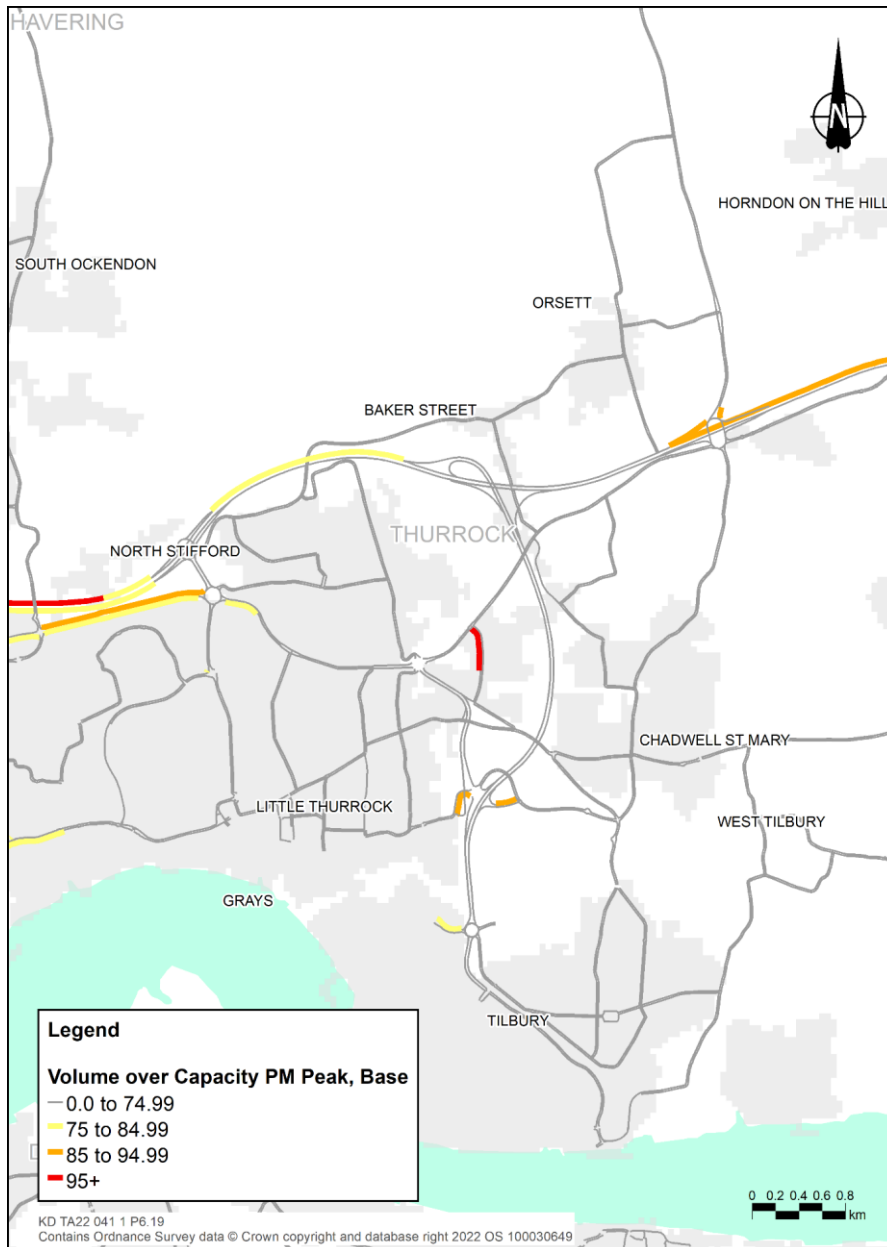 HAVERING
N
HORNDON ON THE HILL
SOUTH OCKENDON
ORSETT
BAKER STREET
THURROCK
NORTH STIFFORD
CHADWELL ST MARY
LITTLE THURROCK
WEST TILBURY
GRAYS
TILBURY
Legend
Volume over Capacity PM Peak, Base
0.0 to 74.99
75 to 84.99
85 to 94.99
95+
0 0.2 0.4 0.6 0.8
km
KD TA22 041 1 P6.19
Contains Ordnance Survey data © Crown copyright and database right 2022 OS 100030649